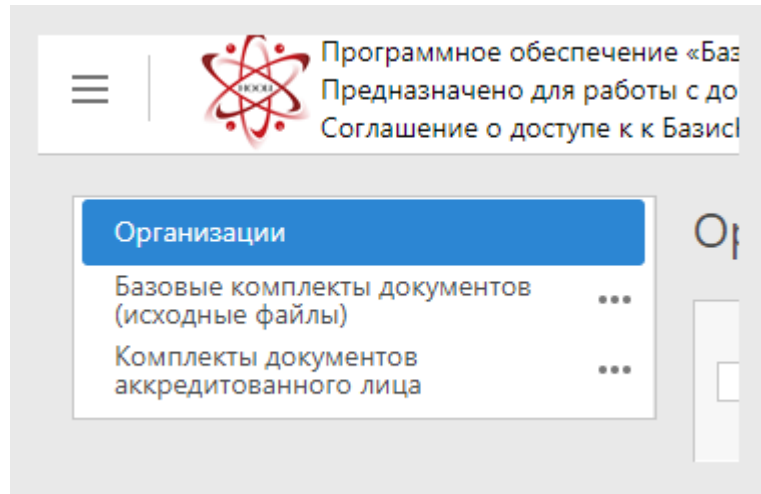 Программное обеспечение «Баз
Предназначено для работы с до
Соглашение о доступе к к Базис
Организации
Базовые комплекты документов
(исходные файлы)
Комплекты документов
аккредитованного лица
Ор